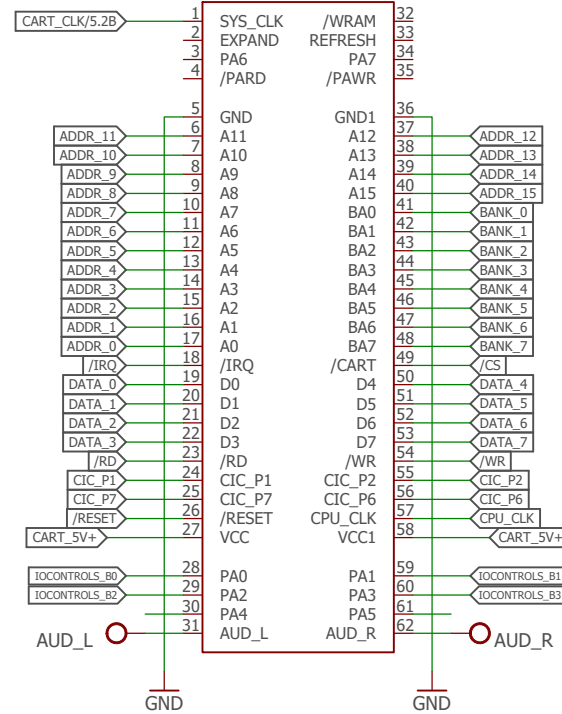 CART_CLK/5.2B 1 SYS_CLK /WRAM 32
2 EXPAND REFRESH 33
3 PA6 PA7 34
4 /PARD /PAWR 35
5 GND GND1 36
ADDR_11 6 A11 A12 37 ADDR_12
ADDR_10 7 A10 A13 38 ADDR_13
ADDR_9 8 A9 A14 39 ADDR_14
ADDR_8 9 A8 A15 40 ADDR_15
ADDR_7 10 A7 BA0 41 BANK_0
ADDR_6 11 A6 BA1 42 BANK_1
ADDR_5 12 A5 BA2 43 BANK_2
ADDR_4 13 A4 BA3 44 BANK_3
ADDR_3 14 A3 BA4 45 BANK_4
ADDR_2 15 A2 BA5 46 BANK_5
ADDR_1 16 A1 BA6 47 BANK_6
ADDR_0 17 A0 BA7 48 BANK_7
/IRQ 18 /IRQ /CART 49 /CS
DATA_0 19 D0 D4 50 DATA_4
DATA_1 20 D1 D5 51 DATA_5
DATA_2 21 D2 D6 52 DATA_6
DATA_3 22 D3 D7 53 DATA_7
/RD 23 /RD /WR 54 /WR
CIC_P1 24 CIC_P1 CIC_P2 55 CIC_P2
CIC_P7 25 CIC_P7 CIC_P6 56 CIC_P6
/RESET 26 /RESET CPU_CLK 57 CPU_CLK
CART_5V+ 27 VCC VCC1 58 CART_5V+
IOCONTROLS_B0 28 PA0 PA1 59 IOCONTROLS_B1
IOCONTROLS_B2 29 PA2 PA3 60 IOCONTROLS_B3
30 PA4 PA5 61
AUD_L 31 AUD_L AUD_R 62 AUD_R
GND GND